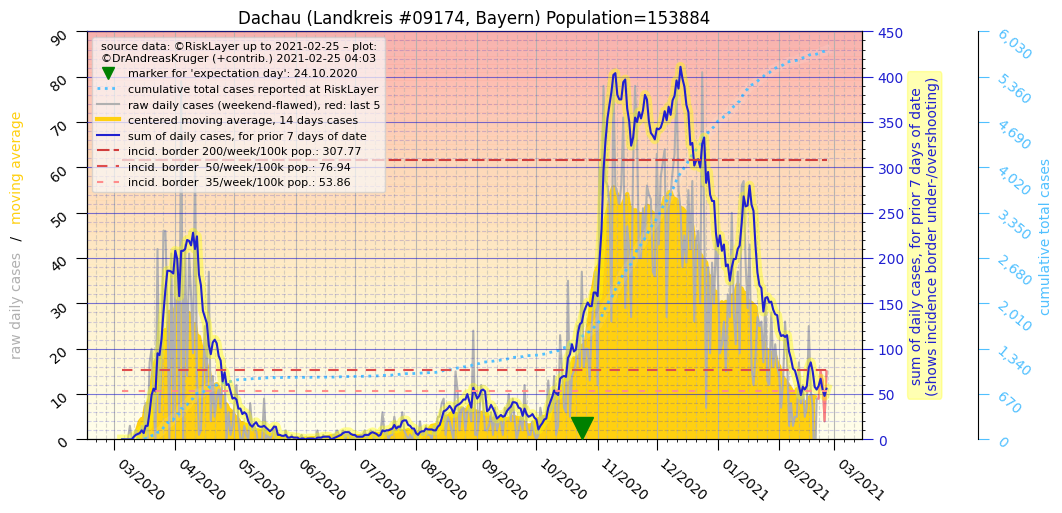 Dachau (Landkreis #09174, Bayern) Population=153884
source data: ©RiskLayer up to 2021-02-25 – plot:
©DrAndreasKruger (+contrib.) 2021-02-25 04:03
marker for 'expectation day': 24.10.2020
cumulative total cases reported at RiskLayer
raw daily cases (weekend-flawed), red: last 5
centered moving average, 14 days cases
sum of daily cases, for prior 7 days of date
incid. border 200/week/100k pop.: 307.77
incid. border  50/week/100k pop.: 76.94
incid. border  35/week/100k pop.: 53.86
raw daily cases  /  moving average
90
80
70
60
50
40
30
20
10
0
450
400
350
300
250
200
150
100
50
0
sum of daily cases, for prior 7 days of date
(shows incidence border under-/overshooting)
6,030
5,360
4,690
4,020
3,350
2,680
2,010
1,340
670
0
cumulative total cases
03/2020
04/2020
05/2020
06/2020
07/2020
08/2020
09/2020
10/2020
11/2020
12/2020
01/2021
02/2021
03/2021